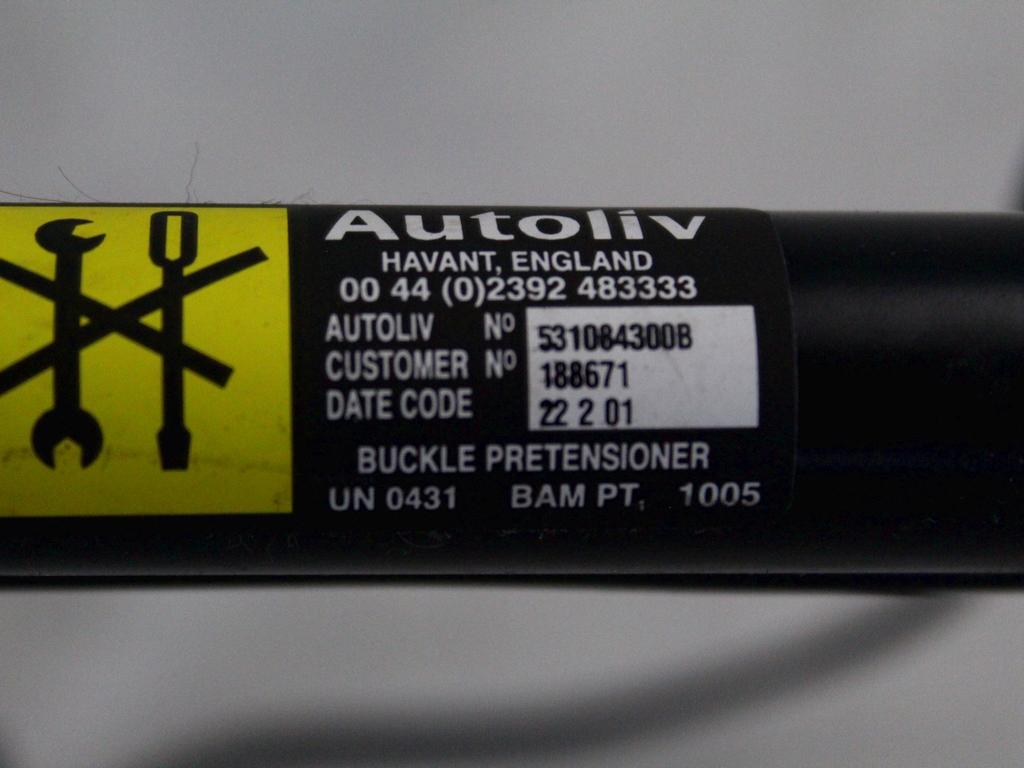 Autoliv
HAVANT, ENGLAND
00 44 (0)2392 483333
AUTOLIV Nº 531084300B
CUSTOMER Nº 188671
DATE CODE 22 2 01
BUCKLE PRETENSIONER
UN 0431 BAM PT, 1005